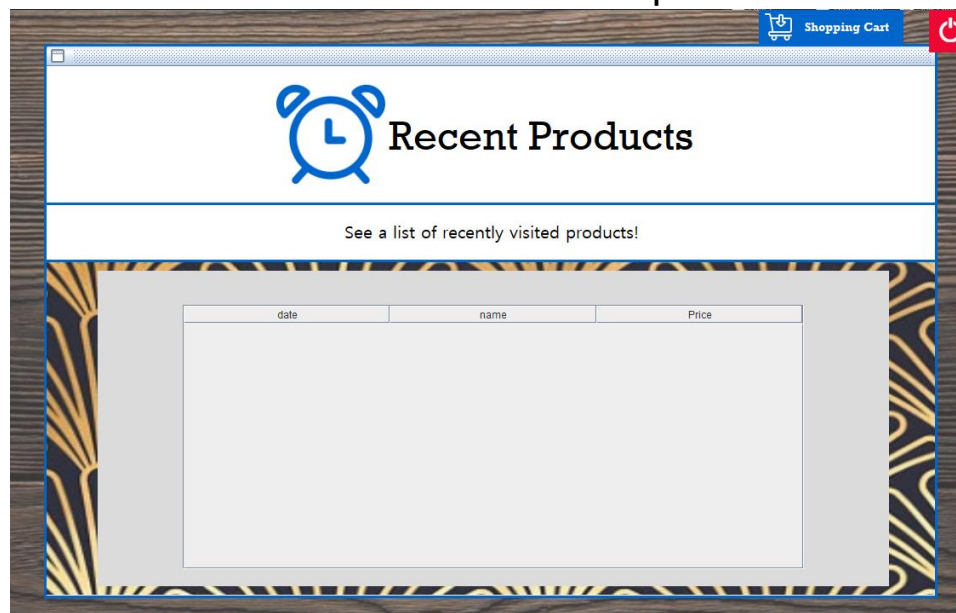 Shopping Cart
Recent Products
See a list of recently visited products!
date name Price